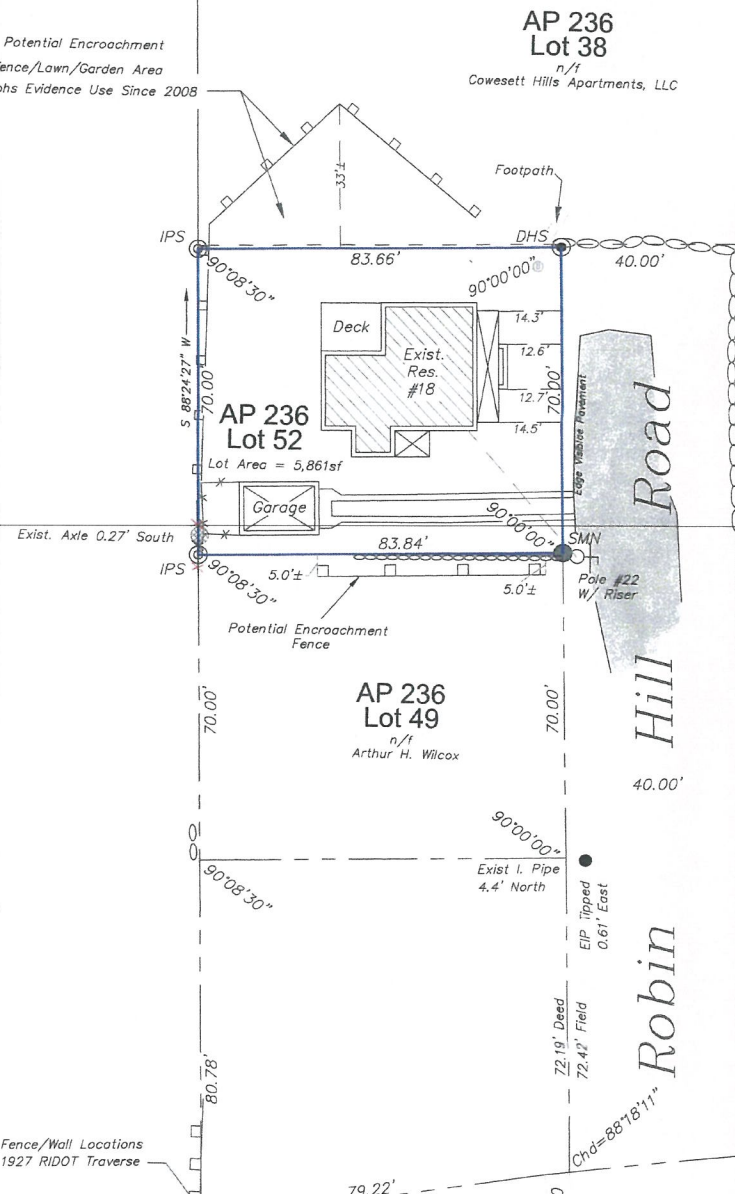 AP 236
Lot 38
n/f
Cowesett Hills Apartments, LLC
Potential Encroachment
Fence/Lawn/Garden Area
Evidence Use Since 2008
33'±
Footpath
IPS
DHS
83.66'
40.00'
90°08'30"
90°00'00"
S 88°24'27" W
70.00'
Deck
Exist.
Res.
#18
14.3'
12.6'
12.7'
14.5'
70.00'
Edge Visible Pavement
AP 236
Lot 52
Lot Area = 5,861sf
Garage
Exist. Axle 0.27' South
90°00'00"
83.84'
SMN
IPS
90°08'30"
5.0'±
5.0'±
Pole #22
W/ Riser
Potential Encroachment
Fence
AP 236
Lot 49
n/f
Arthur H. Wilcox
70.00'
70.00'
Robin Hill Road
40.00'
90°00'00"
90°08'30"
Exist I. Pipe
4.4' North
EIP Tipped
0.61' East
72.19' Deed
72.42' Field
80.78'
Chd=88°18'11"
Fence/Wall Locations
1927 RIDOT Traverse
79.22'